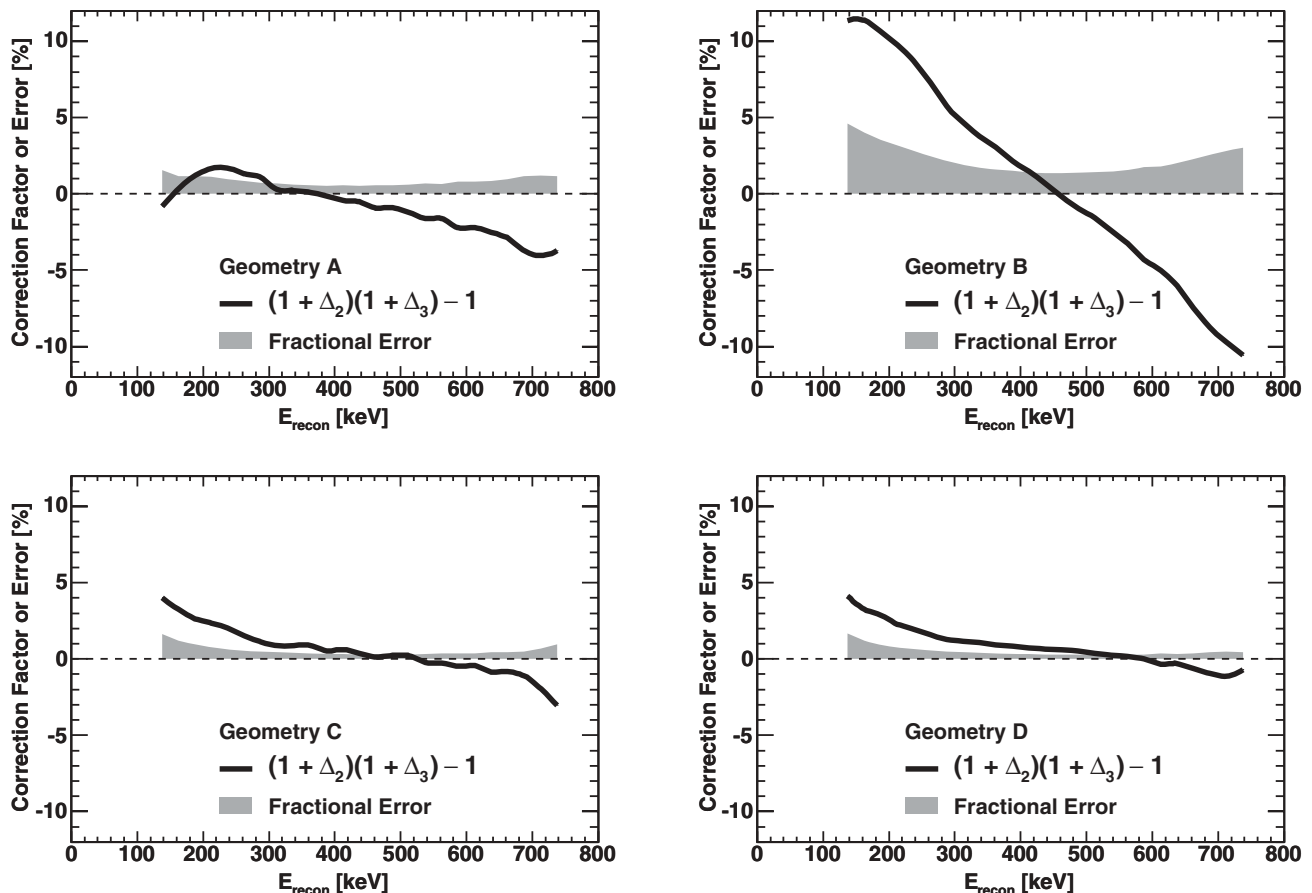 Correction Factor or Error [%]
10
5
0
-5
-10
Geometry A
(1 + Δ2)(1 + Δ3) − 1
Fractional Error
0 100 200 300 400 500 600 700 800
Erecon [keV]
Correction Factor or Error [%]
10
5
0
-5
-10
Geometry B
(1 + Δ2)(1 + Δ3) − 1
Fractional Error
0 100 200 300 400 500 600 700 800
Erecon [keV]
Correction Factor or Error [%]
10
5
0
-5
-10
Geometry C
(1 + Δ2)(1 + Δ3) − 1
Fractional Error
0 100 200 300 400 500 600 700 800
Erecon [keV]
Correction Factor or Error [%]
10
5
0
-5
-10
Geometry D
(1 + Δ2)(1 + Δ3) − 1
Fractional Error
0 100 200 300 400 500 600 700 800
Erecon [keV]